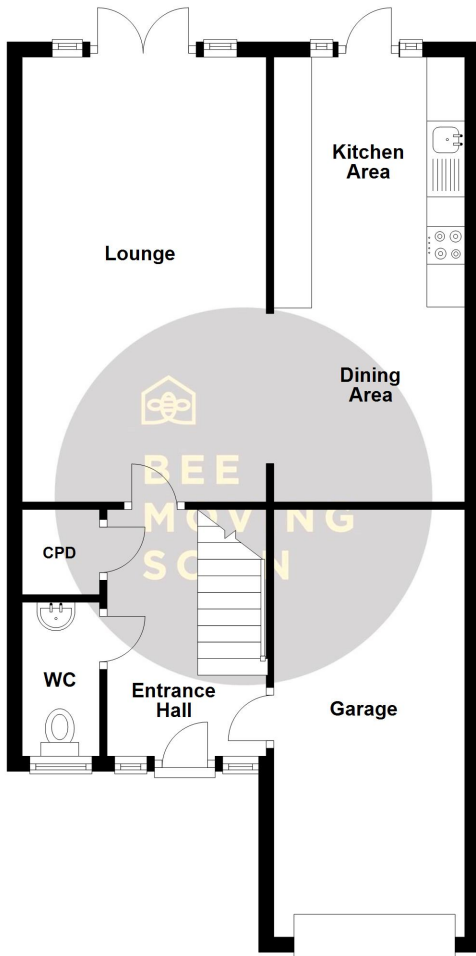 Kitchen
Area
Lounge
Dining
Area
BEE
MOVING
SOON
CPD
WC
Entrance
Hall
Garage